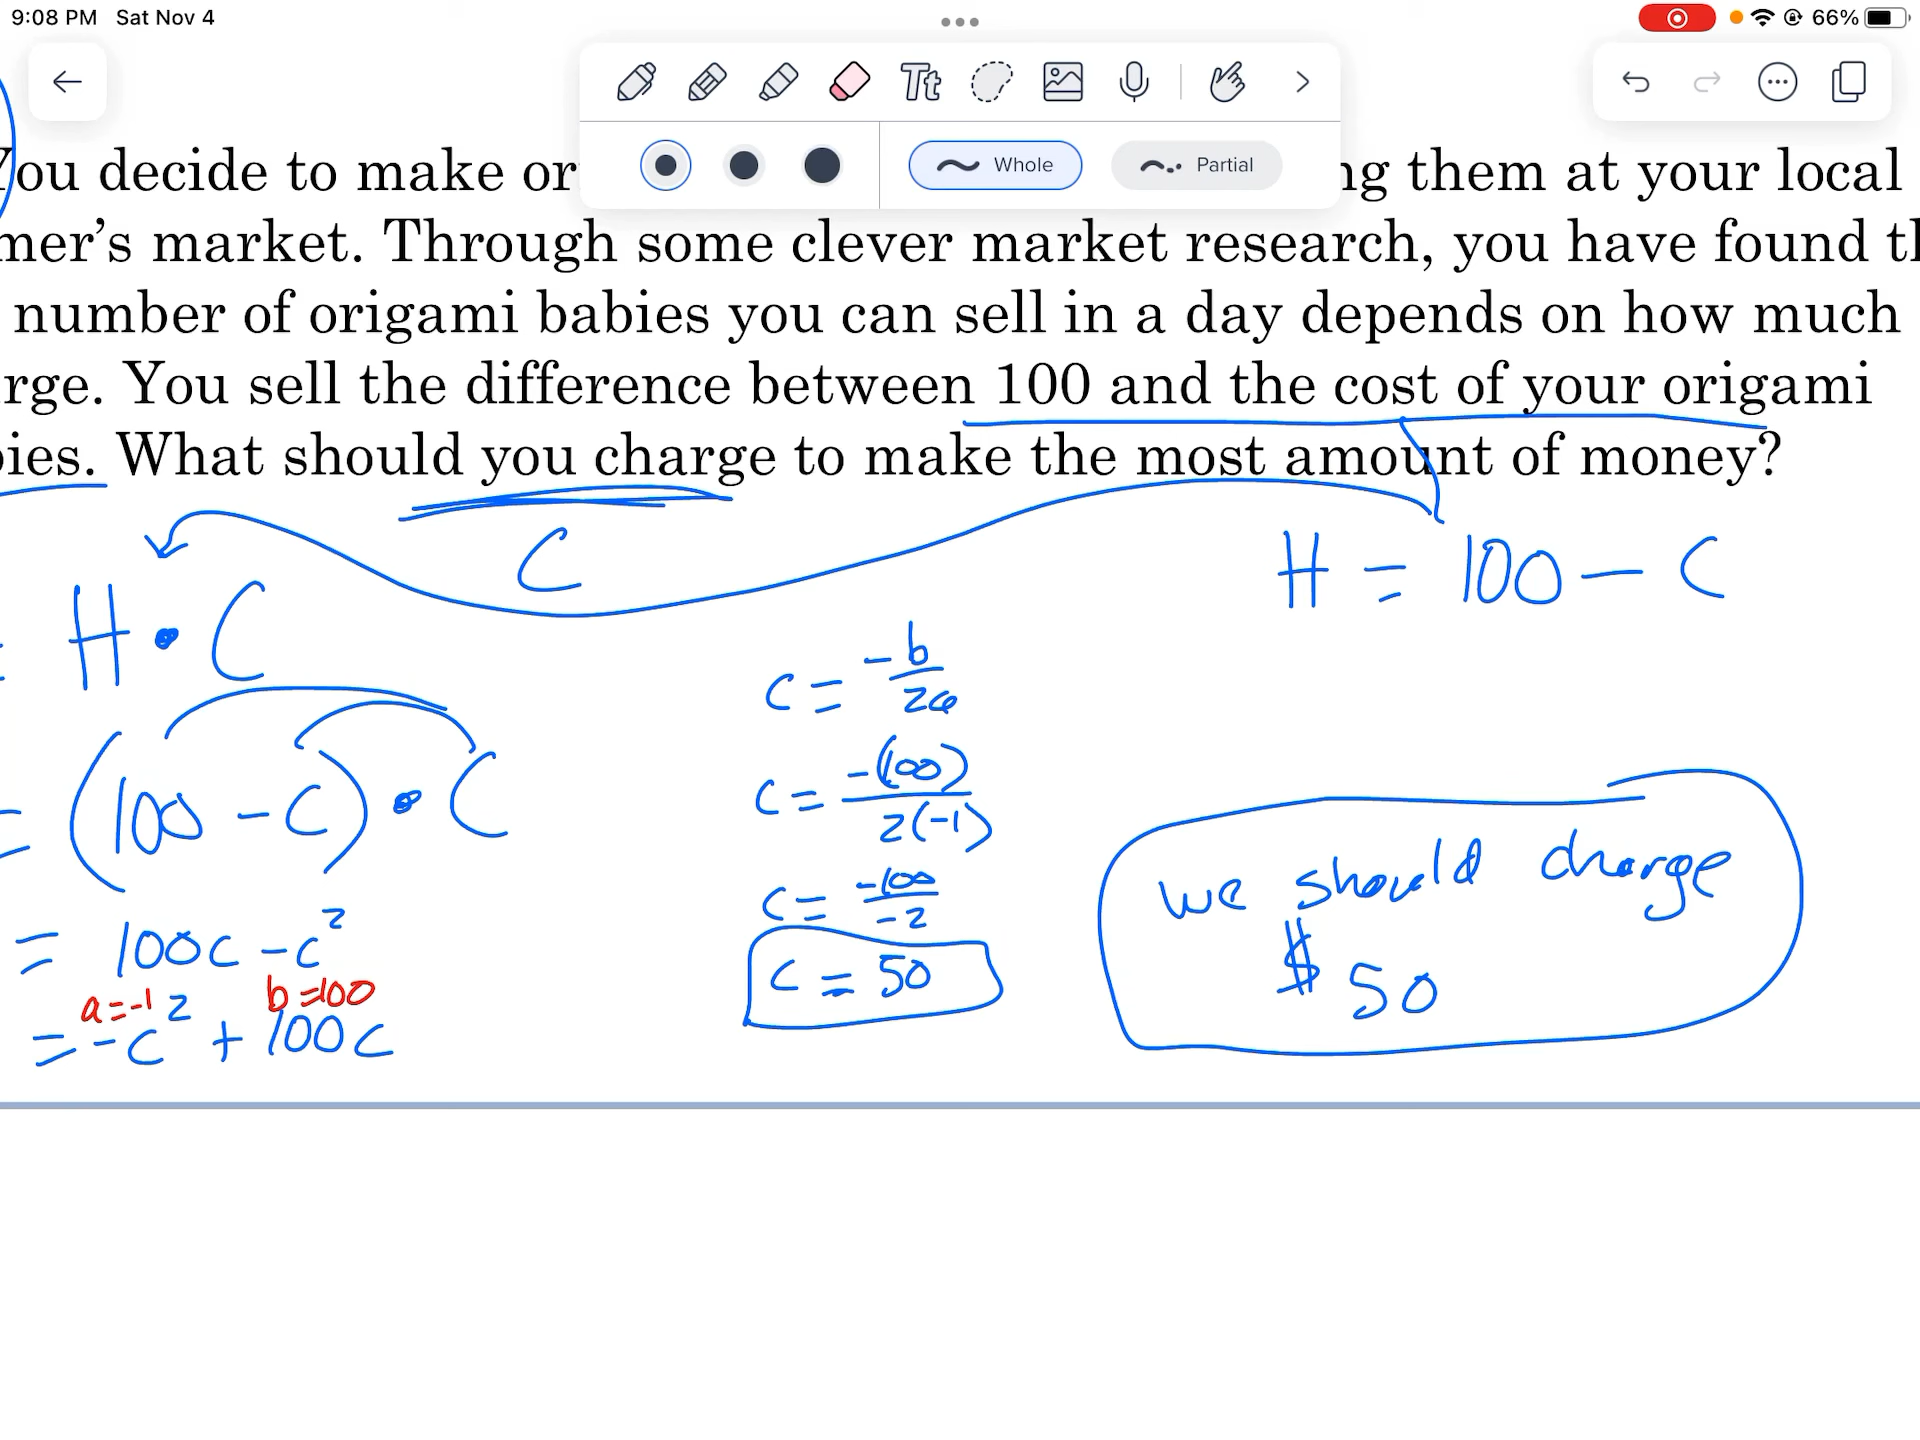 9:08 PM Sat Nov 4
66%
Tt
Whole
Partial
You decide to make or ng them at your local
mer’s market. Through some clever market research, you have found th
number of origami babies you can sell in a day depends on how much
rge. You sell the difference between 100 and the cost of your origami
ies. What should you charge to make the most amount of money?
C
H = 100 - C
= H • C
= (100 - C) • C
= 100C - C²
a = -1 b = 100
= -C² + 100C
C = -b/2a
C = -(100)/2(-1)
C = -100/-2
C = 50
we should charge
$ 50